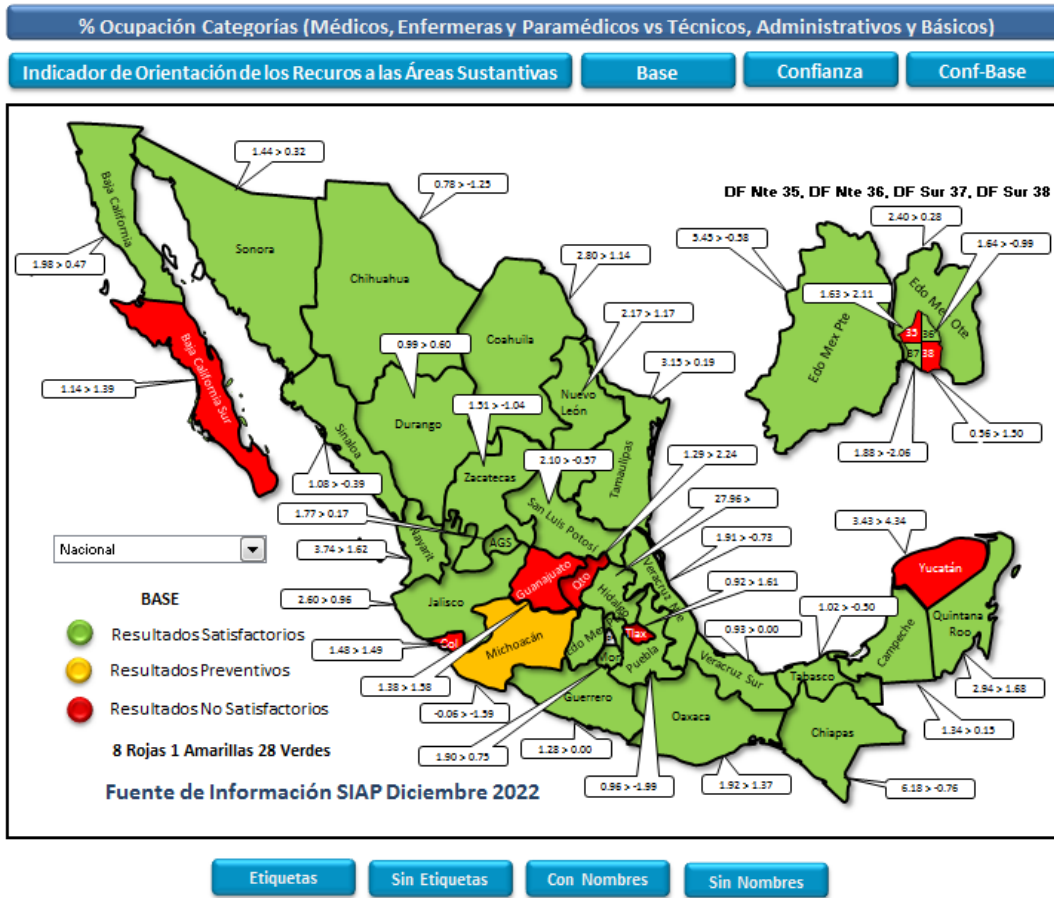 % Ocupación Categorías (Médicos, Enfermeras y Paramédicos vs Técnicos, Administrativos y Básicos)
Indicador de Orientación de los Recuros a las Áreas Sustantivas
Base
Confianza
Conf-Base
DF Nte 35, DF Nte 36, DF Sur 37, DF Sur 38
1.44 > 0.32
0.78 > -1.25
2.40 > 0.28
5.45 > -0.58
1.64 > -0.99
Baja California
Sonora
1.98 > 0.47
2.80 > 1.14
Chihuahua
1.63 > 2.11
Edo Mex Ote
Edo Mex Pte
35
36
37
38
2.17 > 1.17
0.99 > 0.60
Coahuila
3.15 > 0.19
Baja California Sur
1.14 > 1.39
Nuevo
León
1.51 > -1.04
Durango
0.56 > 1.50
1.88 > -2.06
Sinaloa
Tamaulipas
1.29 > 2.24
2.10 > -0.57
Zacatecas
1.08 > -0.39
27.96 >
San Luis Potosí
1.77 > 0.17
3.43 > 4.34
1.91 > -0.73
Nacional
3.74 > 1.62
Nayarit
AGS
Guanajuato
Qto
Hidalgo
Veracruz Nte
Yucatán
0.92 > 1.61
BASE
2.60 > 0.96
Jalisco
1.02 > -0.50
Quintana
Roo
Campeche
Resultados Satisfactorios
Col
1.48 > 1.49
Michoacán
Edo Mex Pte
Tlax
Mor
Puebla
0.93 > 0.00
Veracruz Sur
Tabasco
Resultados Preventivos
1.38 > 1.58
2.94 > 1.68
Resultados No Satisfactorios
-0.06 > -1.59
Guerrero
Oaxaca
Chiapas
1.34 > 0.15
8 Rojas 1 Amarillas 28 Verdes
1.90 > 0.75
1.28 > 0.00
0.96 > -1.99
1.92 > 1.37
6.18 > -0.76
Fuente de Información SIAP Diciembre 2022
Etiquetas
Sin Etiquetas
Con Nombres
Sin Nombres